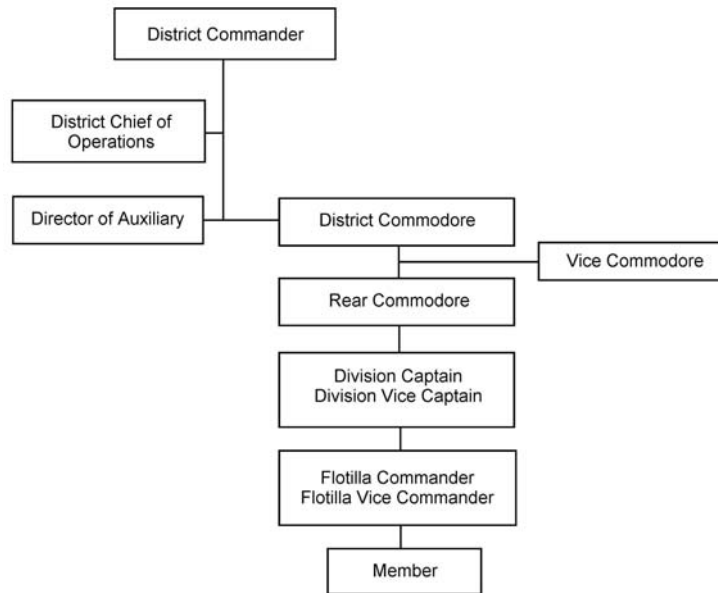 District Commander
District Chief of
Operations
Director of Auxiliary
District Commodore
Vice Commodore
Rear Commodore
Division Captain
Division Vice Captain
Flotilla Commander
Flotilla Vice Commander
Member